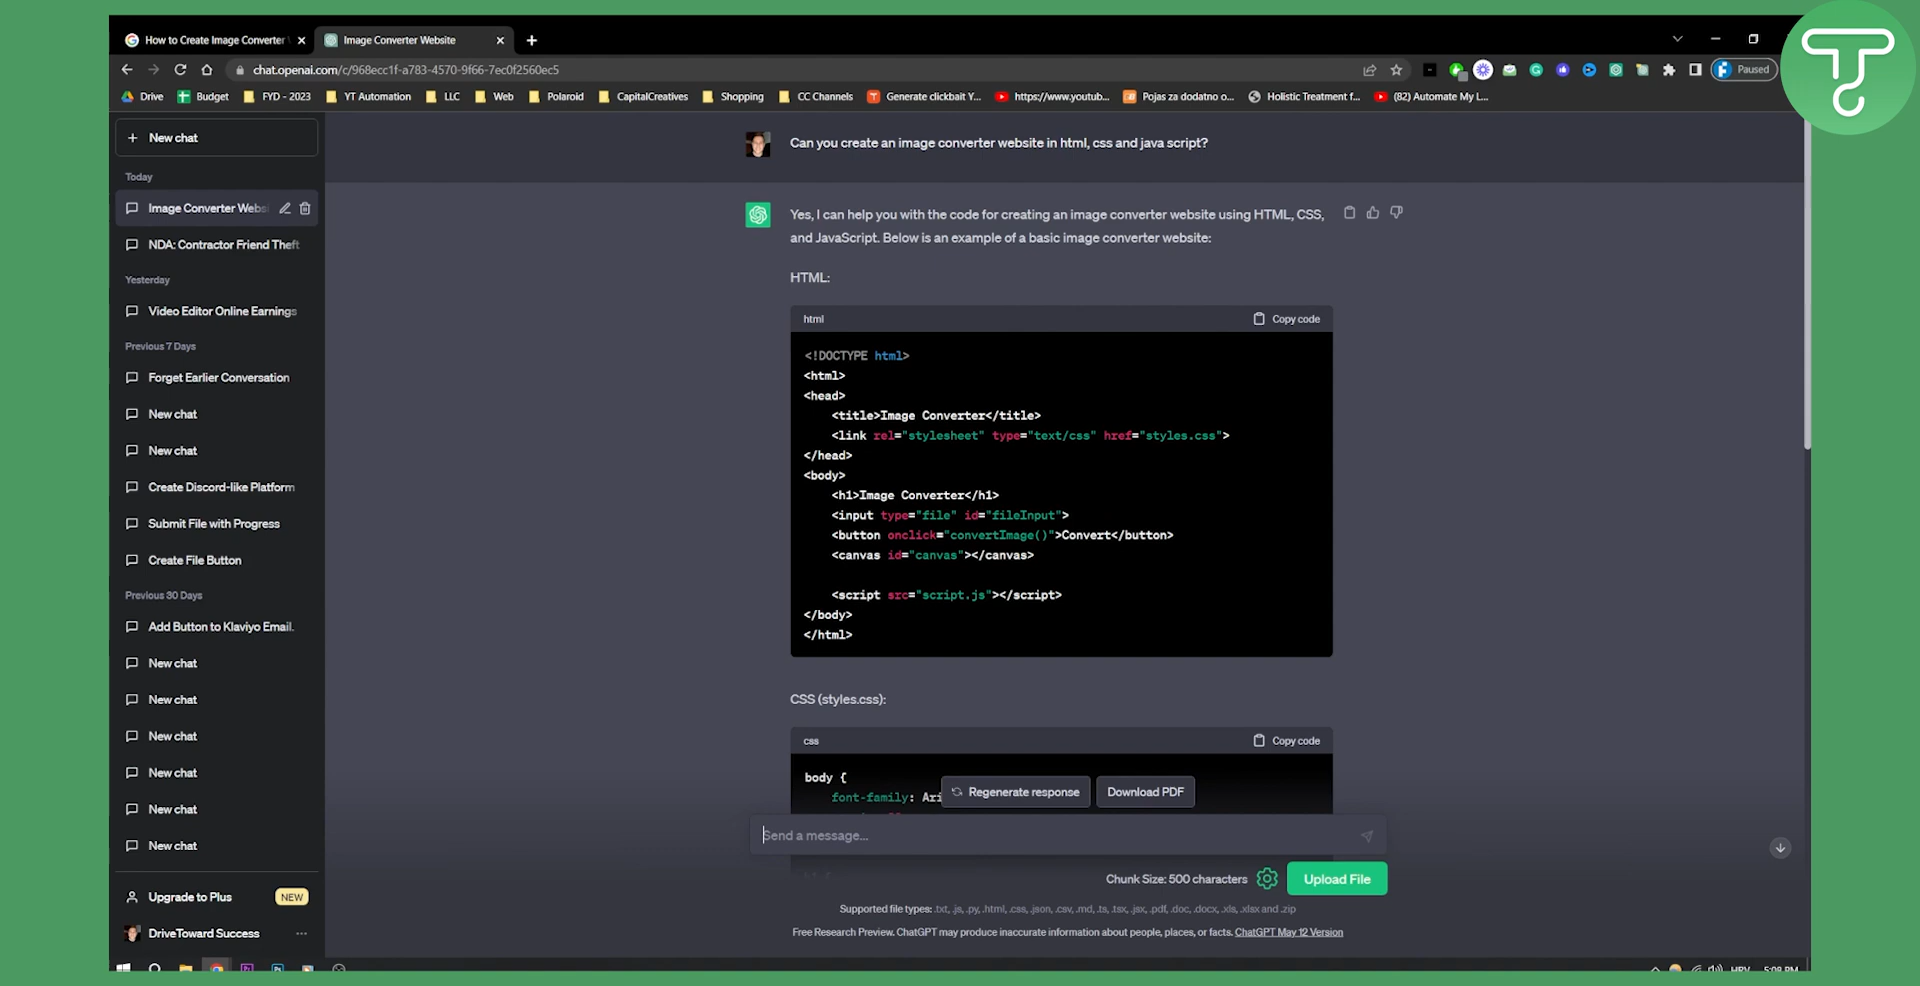 How to Create Image Converter
Image Converter Website
chat.openai.com/c/968ecc1f-a783-4570-9f66-7ec0f2560ec5
Paused
Drive
Budget
FYD - 2023
YT Automation
LLC
Web
Polaroid
CapitalCreatives
Shopping
CC Channels
Generate clickbait Y...
https://www.youtub...
Pojas za dodatno o...
Holistic Treatment f...
(82) Automate My L...
New chat
Today
Image Converter Webs
NDA: Contractor Friend Theft
Yesterday
Video Editor Online Earnings
Previous 7 Days
Forget Earlier Conversation
New chat
New chat
Create Discord-like Platform
Submit File with Progress
Create File Button
Previous 30 Days
Add Button to Klaviyo Email.
New chat
New chat
New chat
New chat
New chat
New chat
Upgrade to Plus
NEW
DriveToward Success
Can you create an image converter website in html, css and java script?
Yes, I can help you with the code for creating an image converter website using HTML, CSS,
and JavaScript. Below is an example of a basic image converter website:
HTML:
html
Copy code
<!DOCTYPE html>
<html>
<head>
<title>Image Converter</title>
<link rel="stylesheet" type="text/css" href="styles.css">
</head>
<body>
<h1>Image Converter</h1>
<input type="file" id="fileInput">
<button onclick="convertImage()">Convert</button>
<canvas id="canvas"></canvas>
<script src="script.js"></script>
</body>
</html>
CSS (styles.css):
css
Copy code
body {
font-family: Ari
Regenerate response
Download PDF
Send a message...
Chunk Size: 500 characters
Upload File
Supported file types: .txt, .js, .py, .html, .css, .json, .csv, .md, .ts, .tsx, .jsx, .pdf, .doc, .docx, .xls, .xlsx and .zip
Free Research Preview. ChatGPT may produce inaccurate information about people, places, or facts. ChatGPT May 12 Version
HRV
5:08 PM